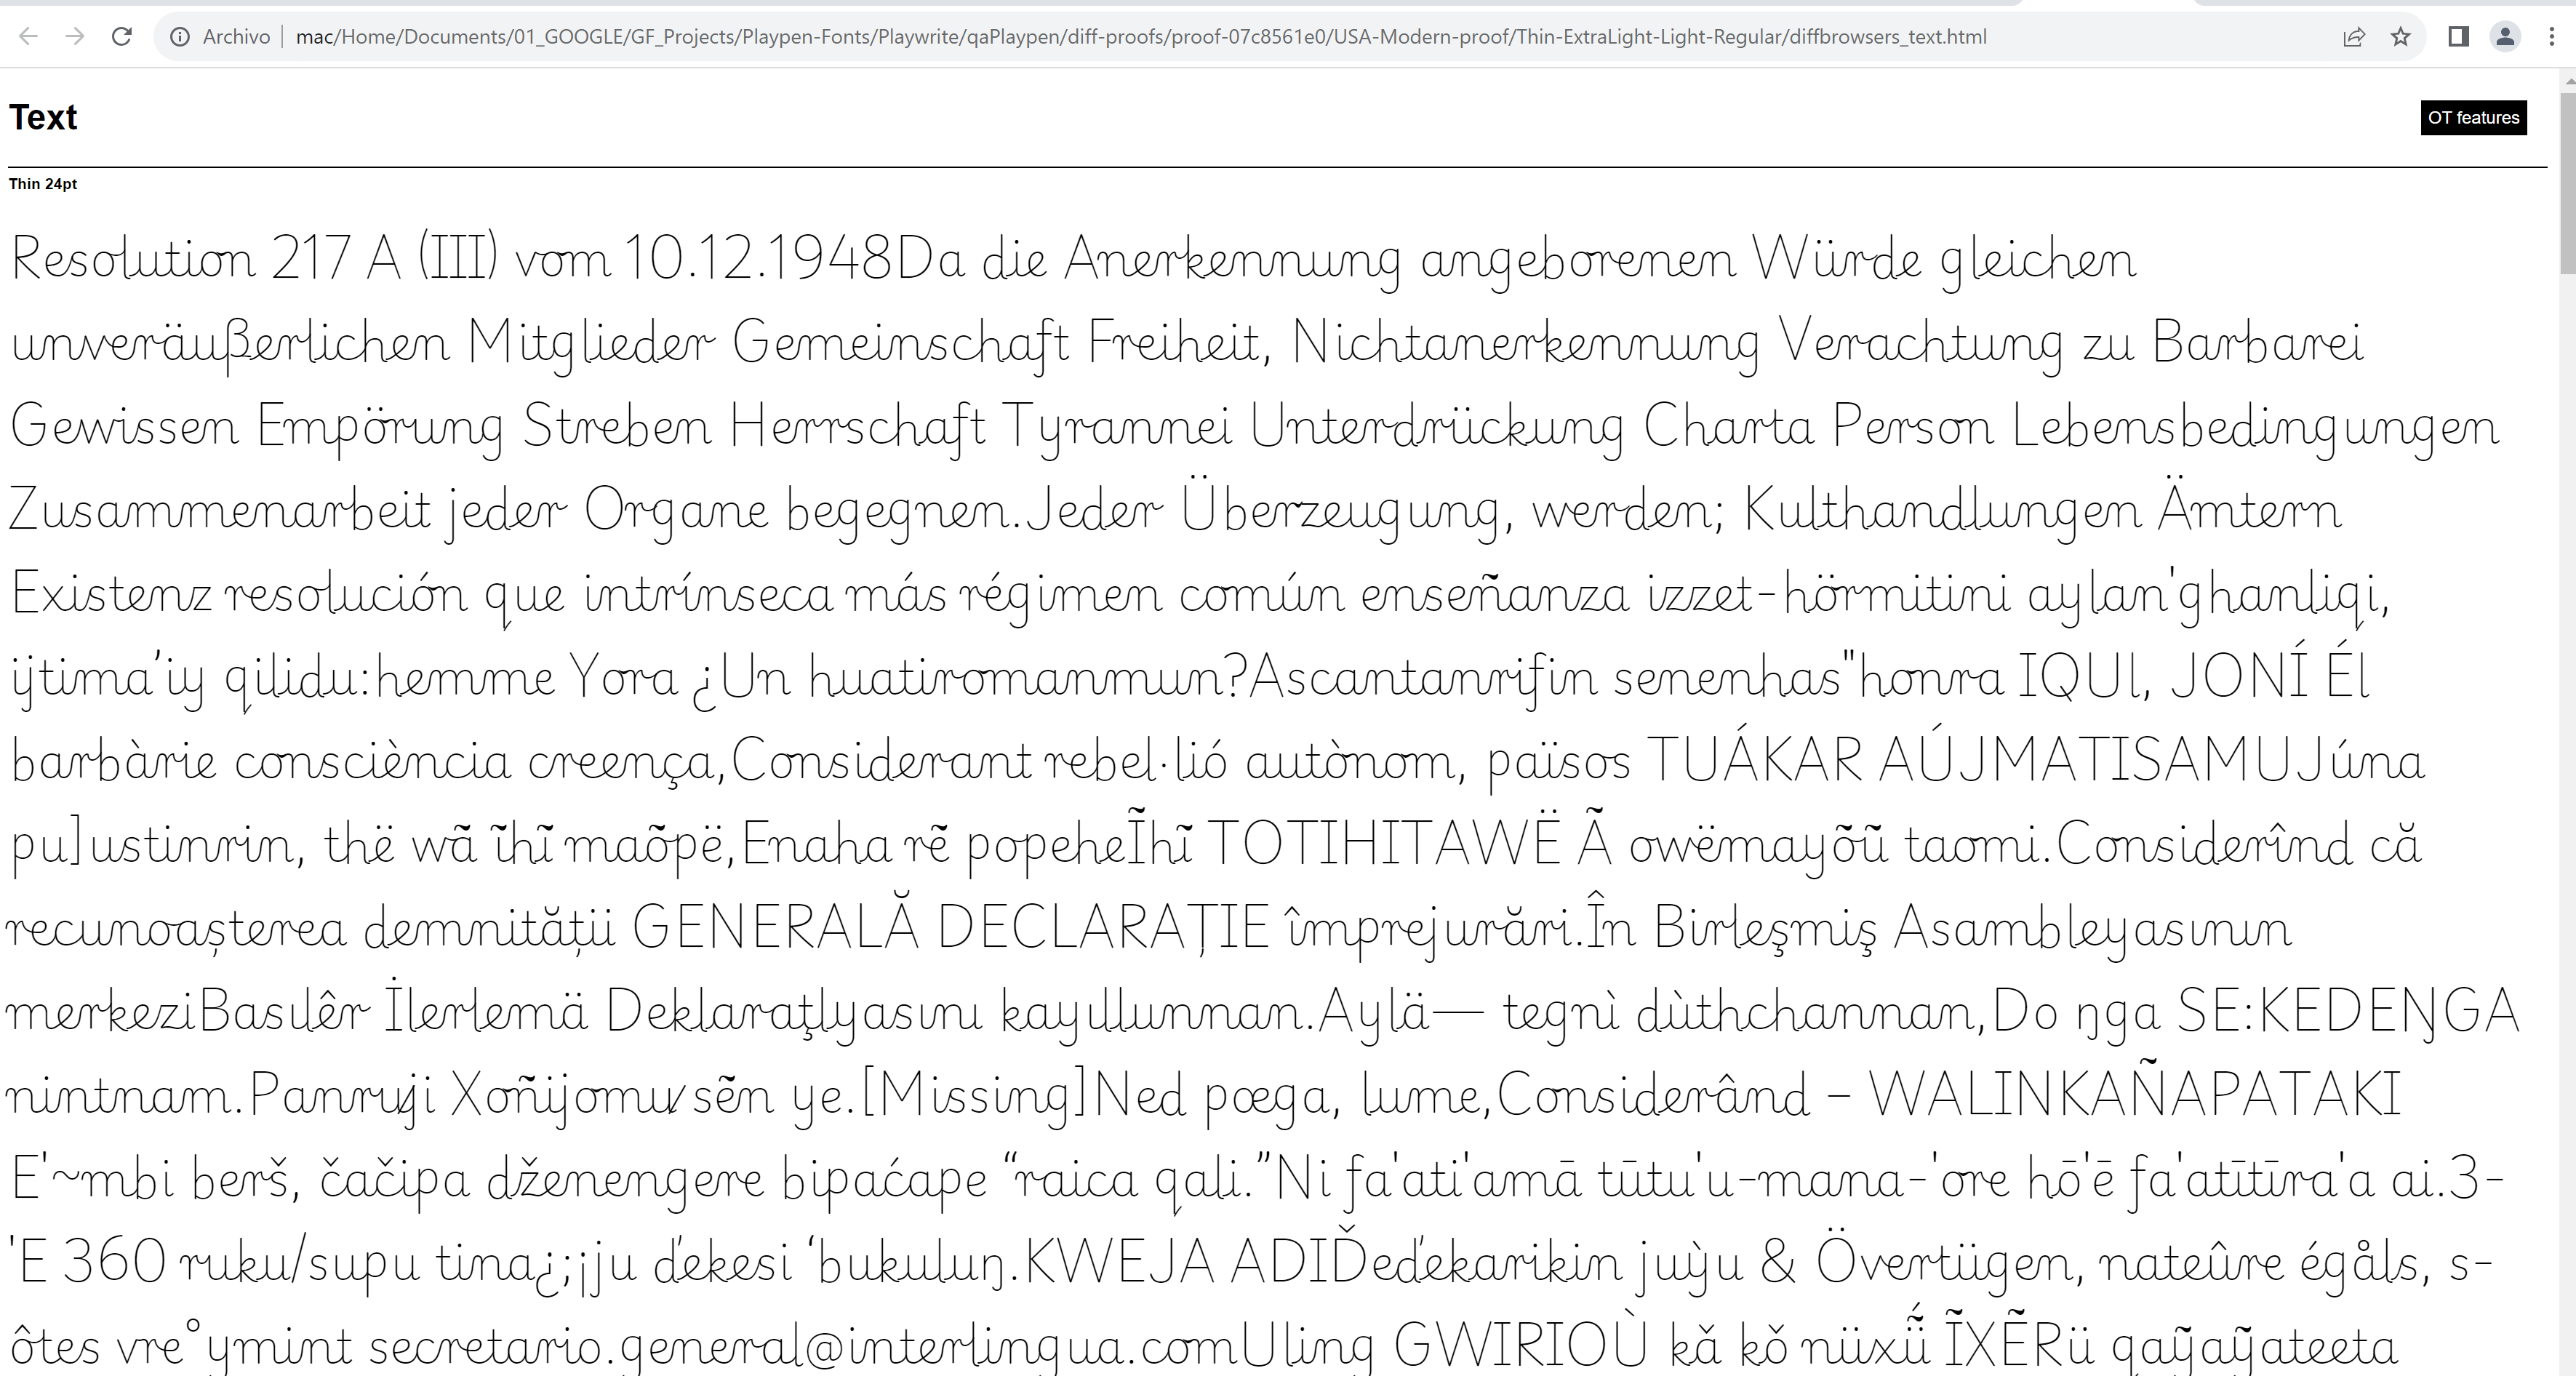 Archivo
mac/Home/Documents/01_GOOGLE/GF_Projects/Playpen-Fonts/Playwrite/qaPlaypen/diff-proofs/proof-07c8561e0/USA-Modern-proof/Thin-ExtraLight-Light-Regular/diffbrowsers_text.html
Text
OT features
Thin 24pt
Resolution 217 A (III) vom 10.12.1948Da die Anerkennung angeborenen Würde gleichen
unveräußerlichen Mitglieder Gemeinschaft Freiheit, Nichtanerkennung Verachtung zu Barbarei
Gewissen Empörung Streben Herrschaft Tyrannei Unterdrückung Charta Person Lebensbedingungen
Zusammenarbeit jeder Organe begegnen.Jeder Überzeugung, werden; Kulthandlungen Ämtern
Existenz resolución que intrínseca más régimen común enseñanza izzet-hörmitini aylan'ghanliqi,
ijtima’iy qilidu:hemme Yora ¿Un huatiromanmun?Ascantanrifin senenhas"honra IQUl, JONÍ Él
barbàrie consciència creença,Considerant rebel·lió autònom, països TUÁKAR AÚJMATISAMUJúna
pu]ustinrin, thë wã ĩhĩ maõpë,Enaha rẽ popeheĨhĩ TOTIHITAWË Ã owëmayõũ taomi.Considerînd că
recunoașterea demnității GENERALĂ DECLARAȚIE împrejurări.În Birleşmiş Asambleyasının
merkeziBasılêr İlerlemä Deklaraţlyasını kayıllunnan.Aylä— tegnì dùthchannan,Do ŋga SE:KEDEŊGA
nintnam.Panrʉji Xoñijomʉ sẽn ye.[Missing]Ned pœga, lume,Considerând – WALINKAÑAPATAKI
E'~mbi berš, čačipa dženengere bipaćape “raica qali.”Ni fa'ati'amā tūtu'u-mana-'ore hō'ē fa'atītīra'a ai.3-
'E 360 ruku/supu tina¿;¡ju ďekesi ‘bukuluŋ.KWEJA ADIĎeďekarikin juỳu & Övertügen, nateûre égåls, s-
ôtes vre°ymint secretario.general@interlingua.comUling GWIRIOÙ kǎ kǒ nüxü̃́ ĨXẼRü qaỹaỹateeta